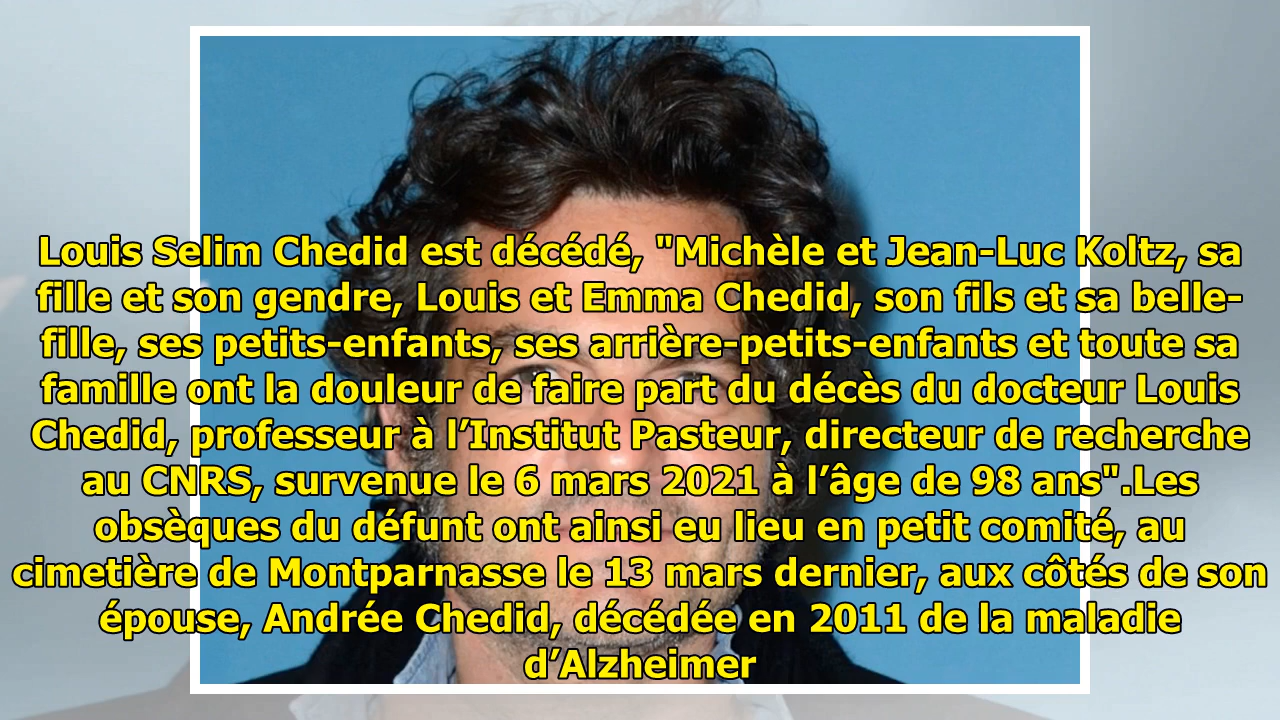 Louis Selim Chedid est décédé, "Michèle et Jean-Luc Koltz, sa
fille et son gendre, Louis et Emma Chedid, son fils et sa belle-
fille, ses petits-enfants, ses arrière-petits-enfants et toute sa
famille ont la douleur de faire part du décès du docteur Louis
Chedid, professeur à l’Institut Pasteur, directeur de recherche
au CNRS, survenue le 6 mars 2021 à l’âge de 98 ans".Les
obsèques du défunt ont ainsi eu lieu en petit comité, au
cimetière de Montparnasse le 13 mars dernier, aux côtés de son
épouse, Andrée Chedid, décédée en 2011 de la maladie
d’Alzheimer